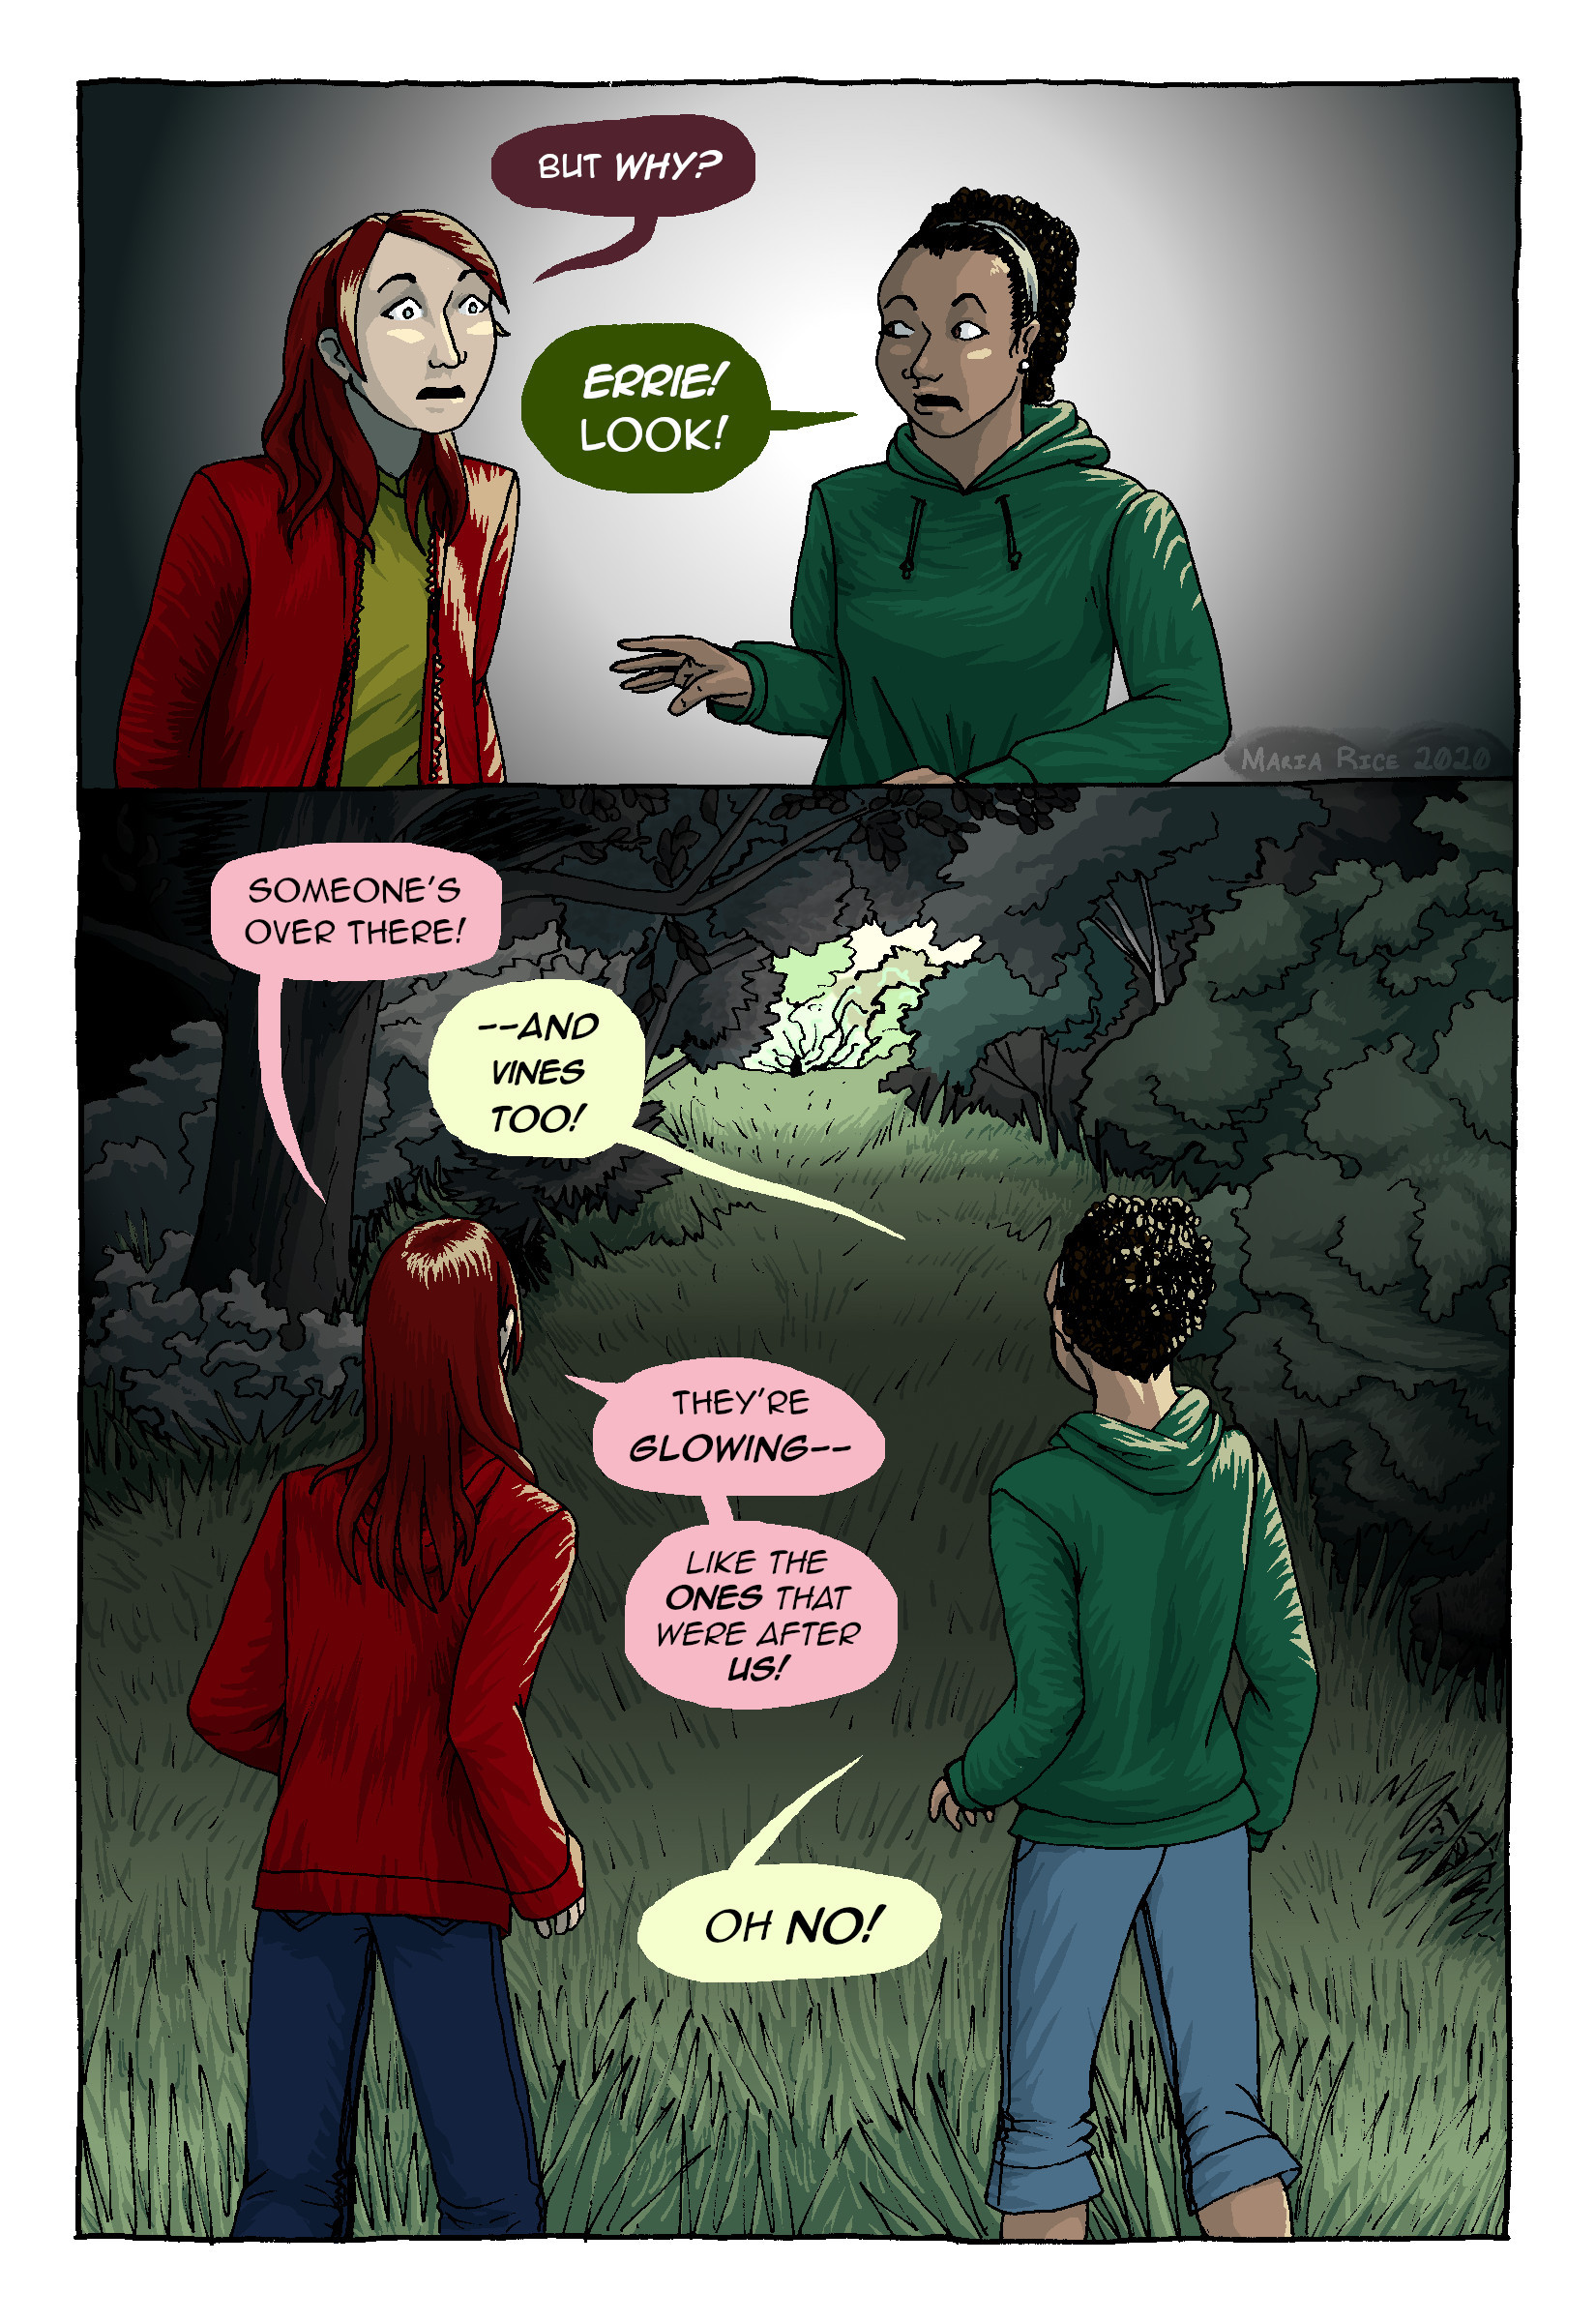 BUT WHY?
ERRIE!
LOOK!
MARIA RICE 2020
SOMEONE'S
OVER THERE!
--AND
VINES
TOO!
THEY'RE
GLOWING--
LIKE THE
ONES THAT
WERE AFTER
US!
OH NO!